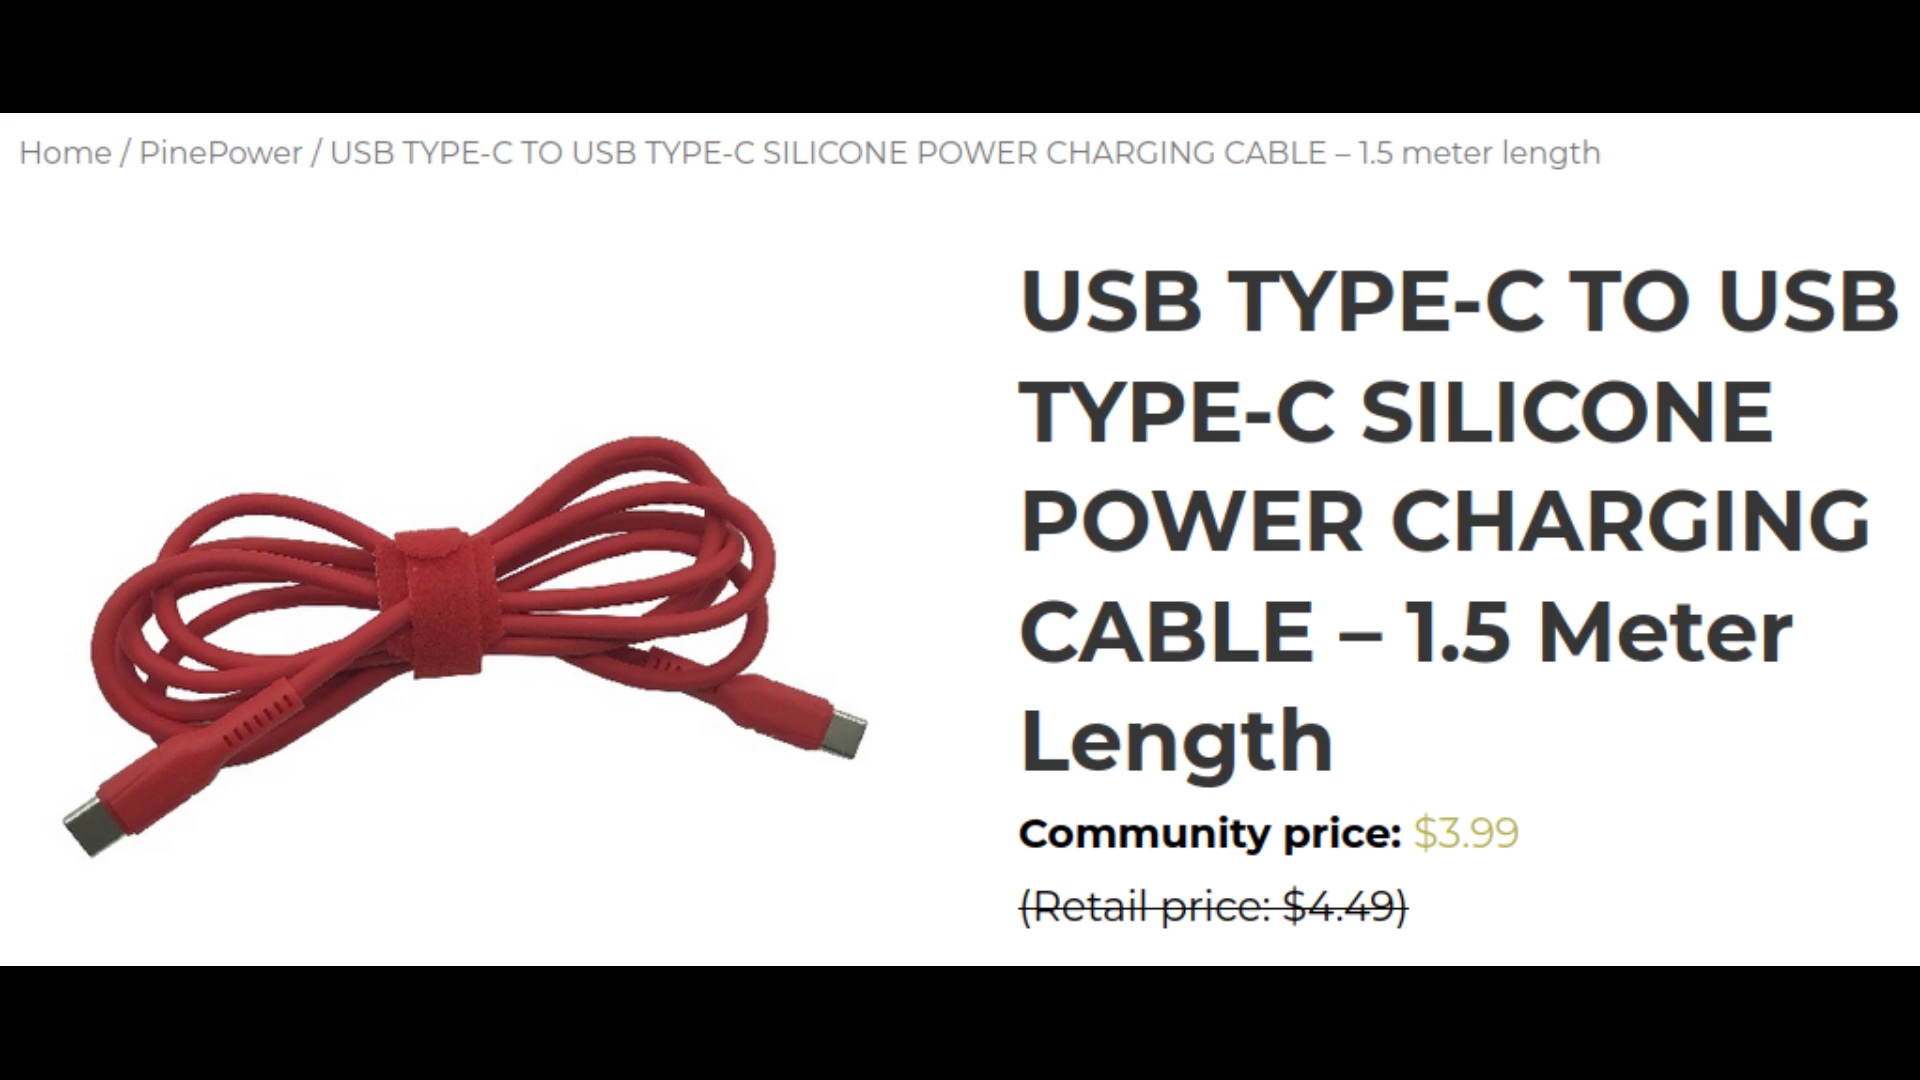 Home / PinePower / USB TYPE-C TO USB TYPE-C SILICONE POWER CHARGING CABLE – 1.5 meter length
USB TYPE-C TO USB
TYPE-C SILICONE
POWER CHARGING
CABLE – 1.5 Meter
Length
Community price: $3.99
(Retail price: $4.49)